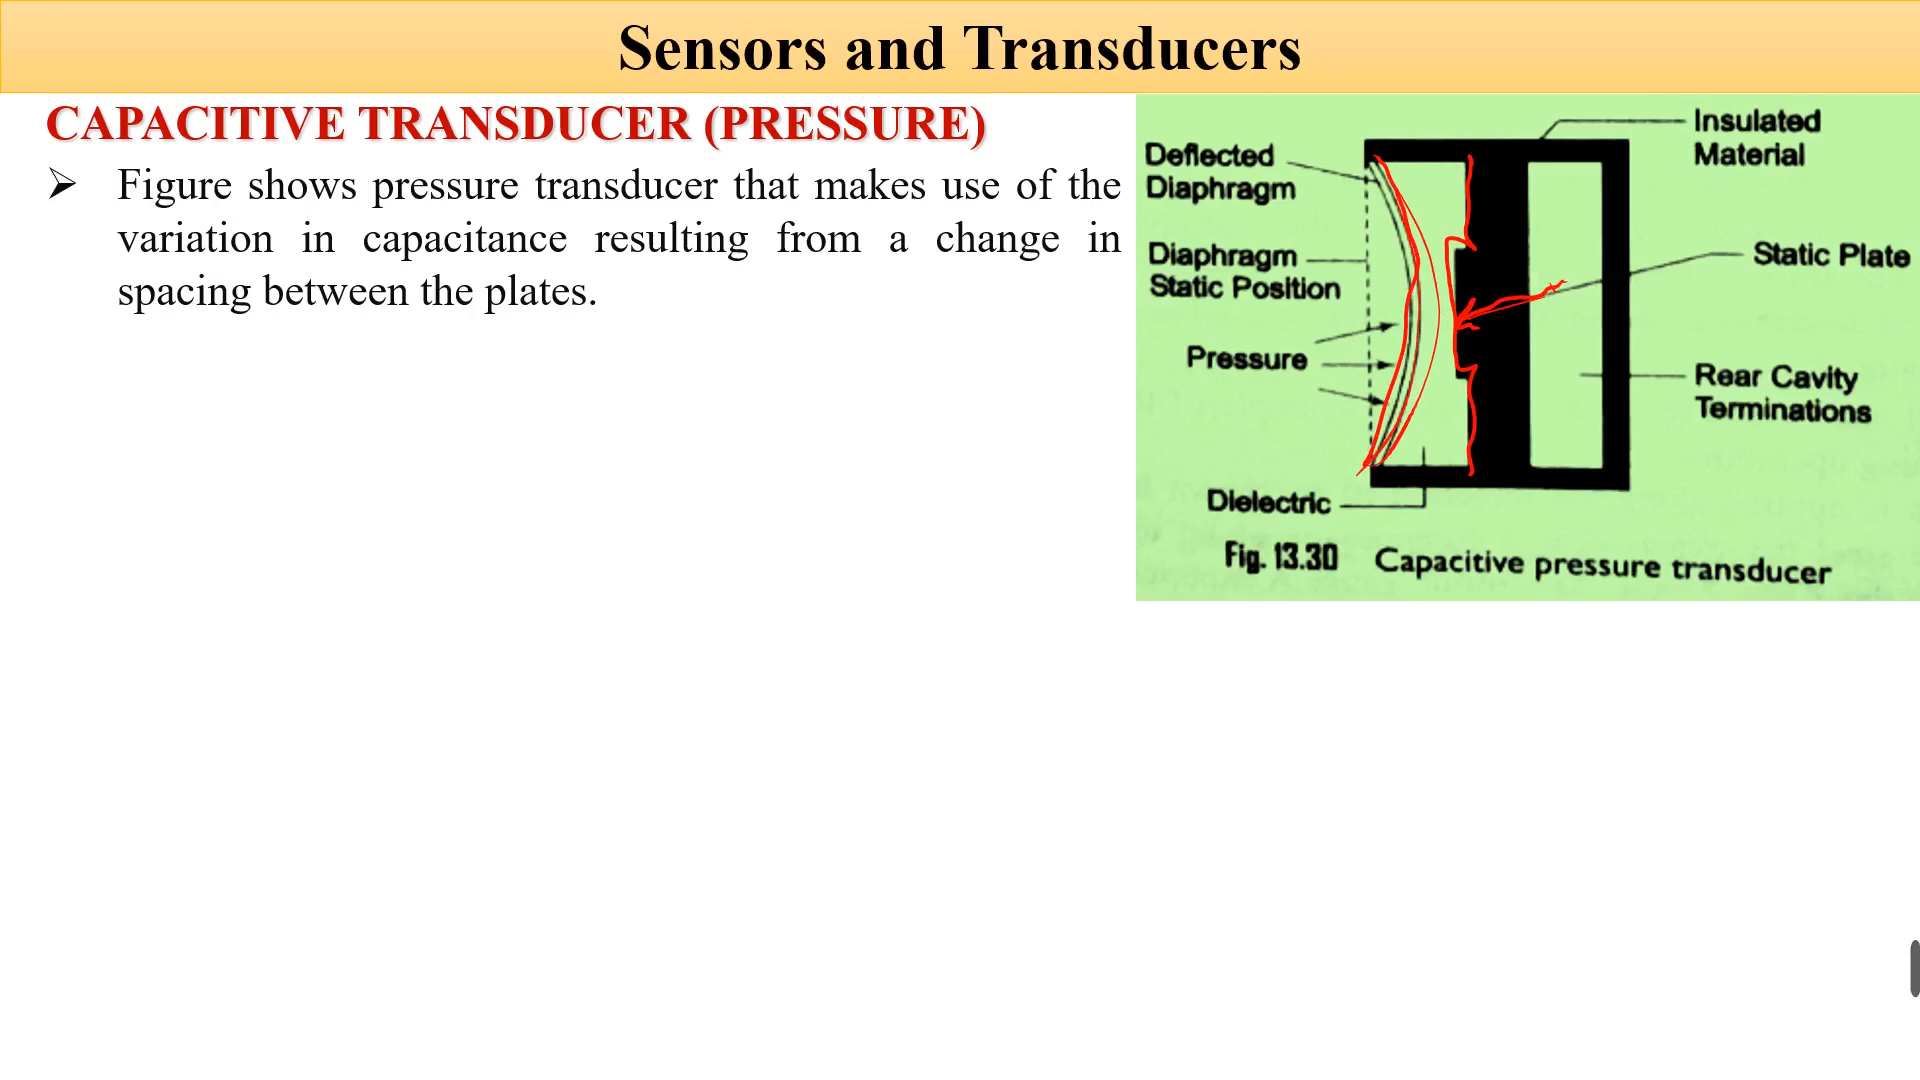 Sensors and Transducers
CAPACITIVE TRANSDUCER (PRESSURE)
Figure shows pressure transducer that makes use of the
variation in capacitance resulting from a change in
spacing between the plates.
Insulated
Material
Deflected
Diaphragm
Diaphragm
Static Position
Static Plate
Pressure
Rear Cavity
Terminations
Dielectric
Fig. 13.30 Capacitive pressure transducer